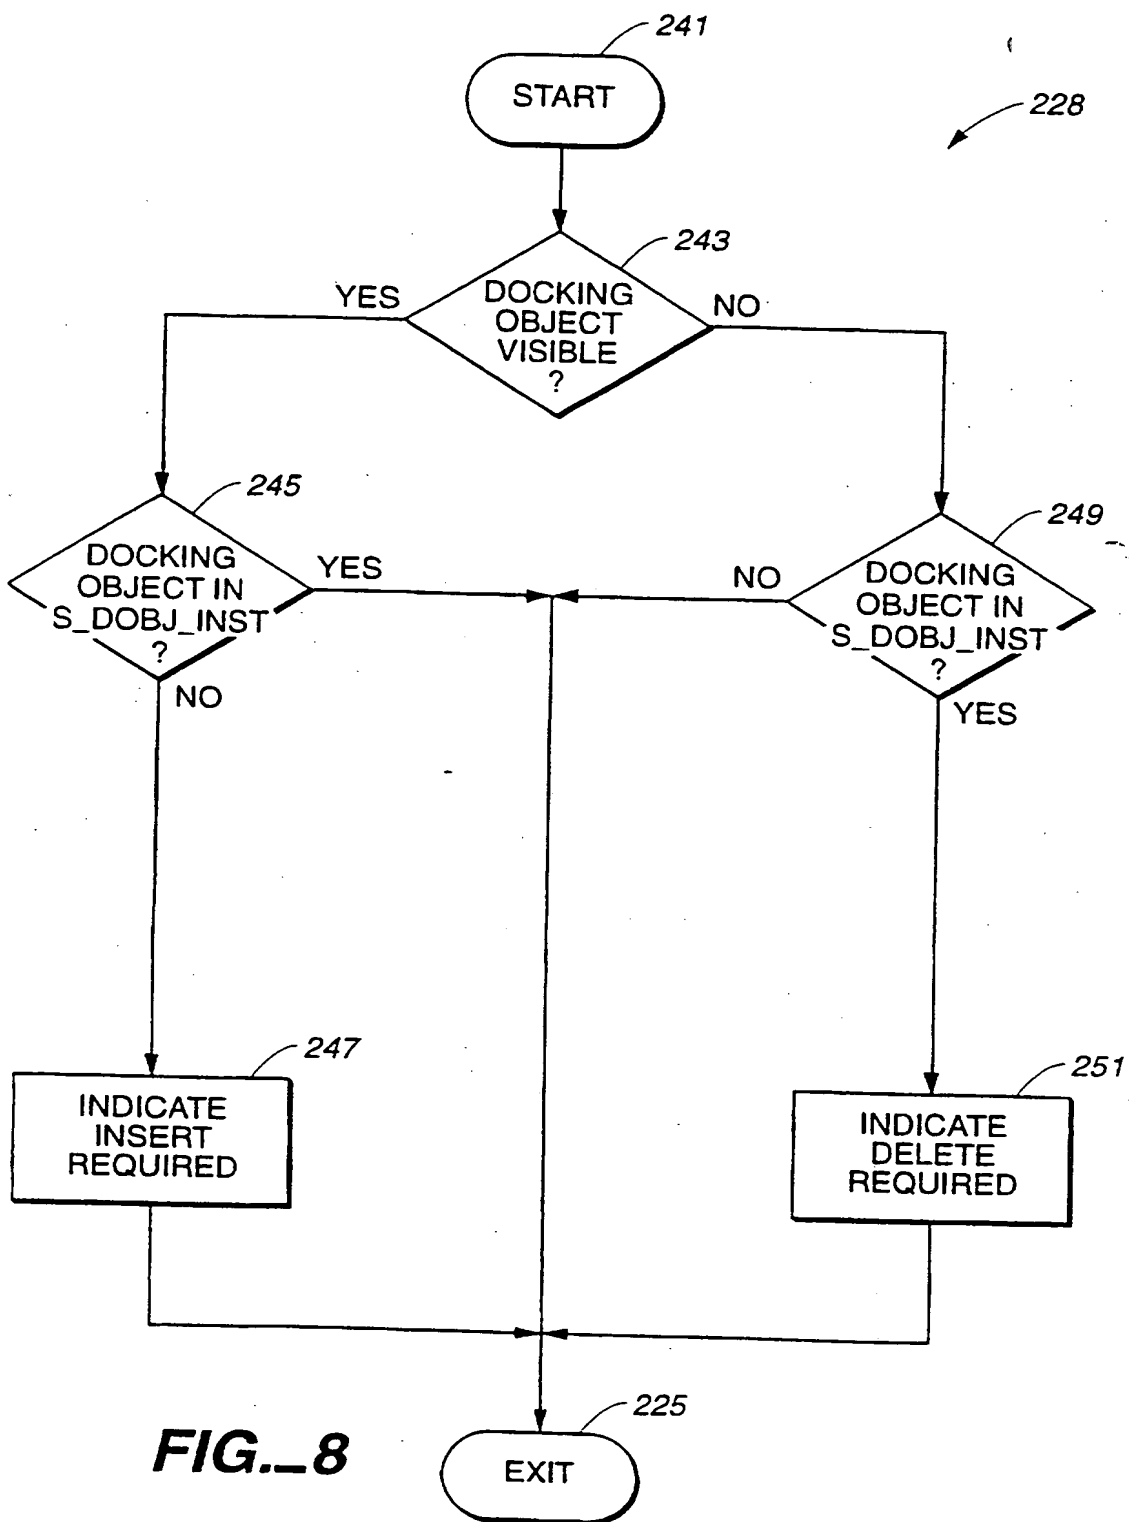 241
START
228
243
DOCKING
OBJECT
VISIBLE
?
YES
NO
245
DOCKING
OBJECT IN
S_DOBJ_INST
?
YES
NO
249
DOCKING
OBJECT IN
S_DOBJ_INST
?
NO
YES
247
INDICATE
INSERT
REQUIRED
251
INDICATE
DELETE
REQUIRED
225
EXIT
FIG._8